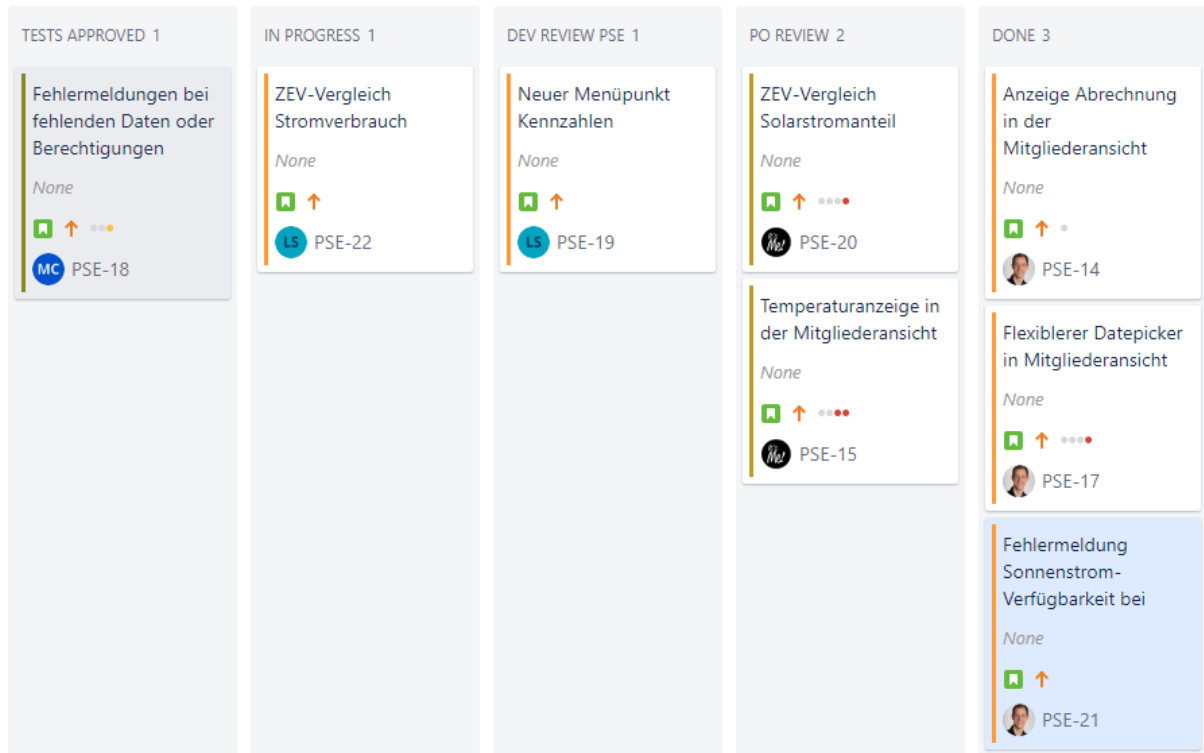 TESTS APPROVED 1
Fehlermeldungen bei
fehlenden Daten oder
Berechtigungen
None
MC PSE-18
IN PROGRESS 1
ZEV-Vergleich
Stromverbrauch
None
LS PSE-22
DEV REVIEW PSE 1
Neuer Menüpunkt
Kennzahlen
None
LS PSE-19
PO REVIEW 2
ZEV-Vergleich
Solarstromanteil
None
PSE-20
Temperaturanzeige in
der Mitgliederansicht
None
PSE-15
DONE 3
Anzeige Abrechnung
in der
Mitgliederansicht
None
PSE-14
Flexiblerer Datepicker
in Mitgliederansicht
None
PSE-17
Fehlermeldung
Sonnenstrom-
Verfügbarkeit bei
None
PSE-21